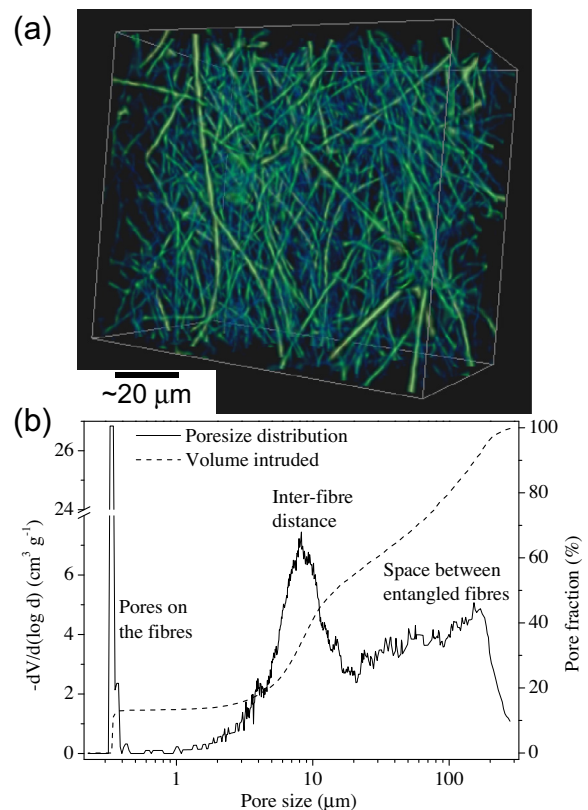 (a)
~20 μm
(b)
26
24
6
4
2
0
-dV/d(log d) (cm³ g⁻¹)
Poresize distribution
Volume intruded
Inter-fibre
distance
Pores on
the fibres
Space between
entangled fibres
100
80
60
40
20
0
Pore fraction (%)
1
10
100
Pore size (μm)